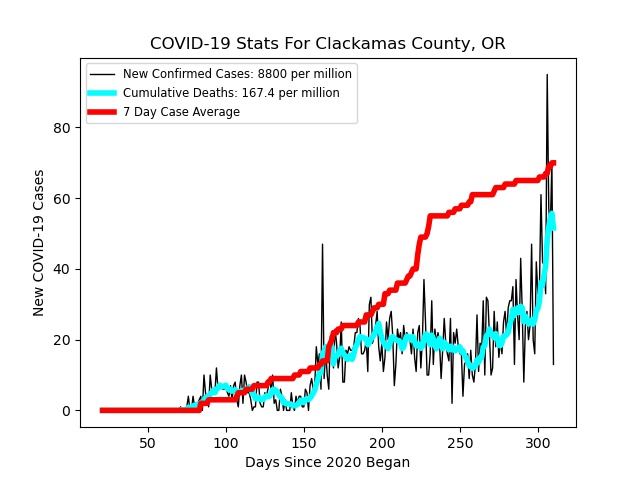 COVID-19 Stats For Clackamas County, OR
New Confirmed Cases: 8800 per million
Cumulative Deaths: 167.4 per million
7 Day Case Average
New COVID-19 Cases
80
60
40
20
0
50 100 150 200 250 300
Days Since 2020 Began